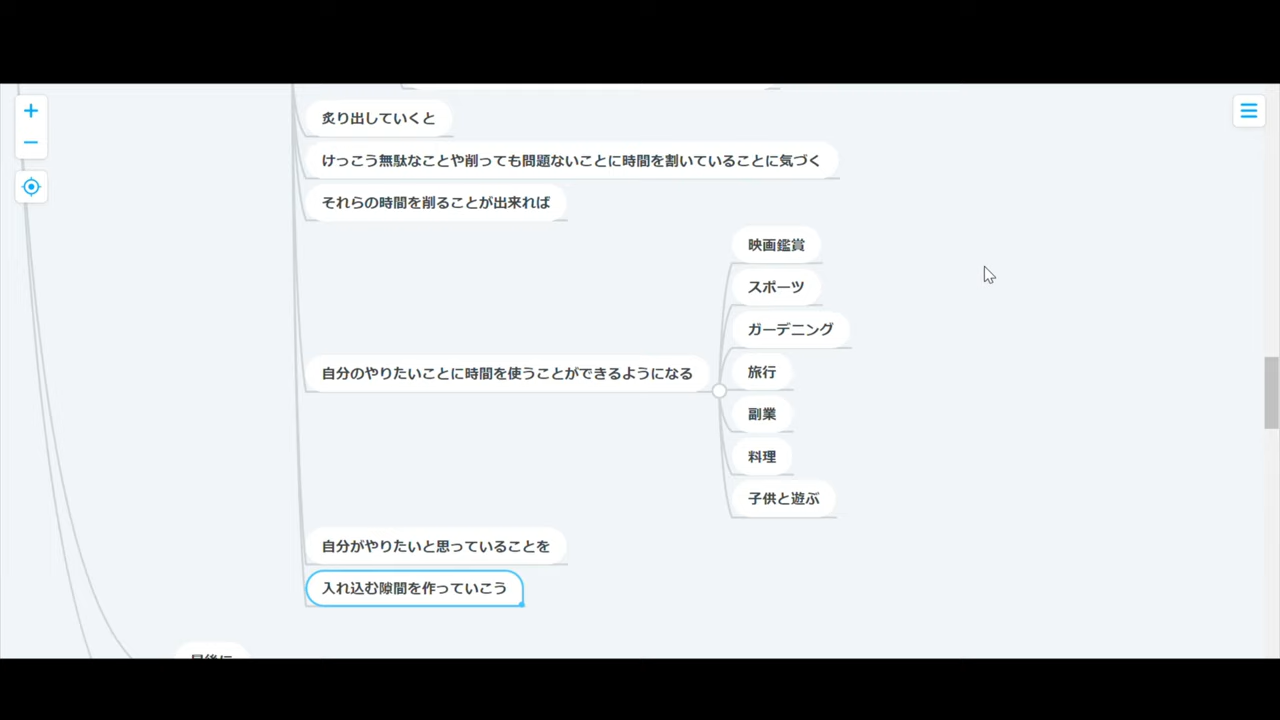 炙り出していくと
けっこう無駄なことや削っても問題ないことに時間を割いていることに気づく
それらの時間を削ることが出来れば
自分のやりたいことに時間を使うことができるようになる
映画鑑賞
スポーツ
ガーデニング
旅行
副業
料理
子供と遊ぶ
自分がやりたいと思っていることを
入れ込む隙間を作っていこう